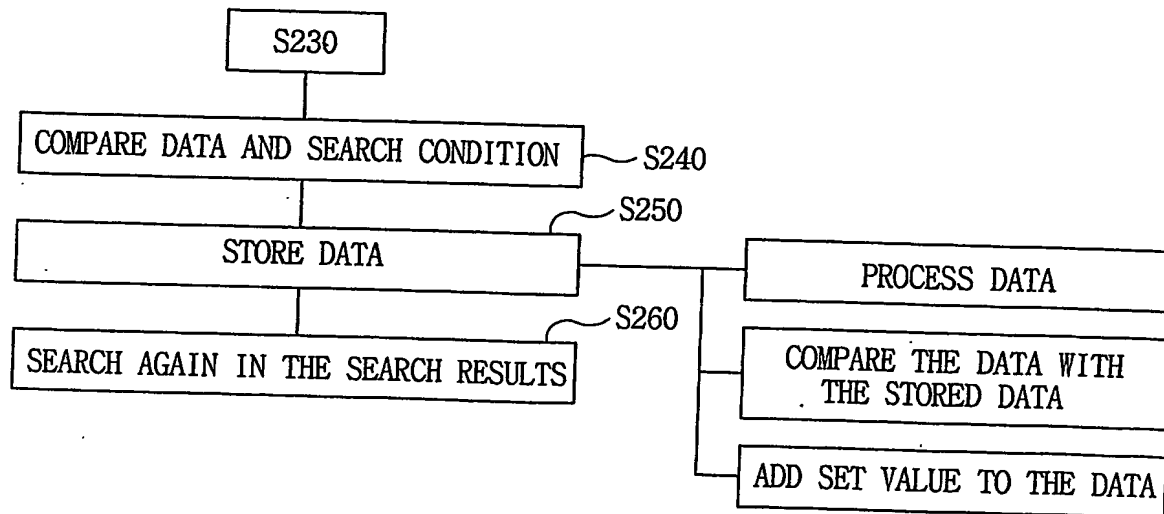 S230
COMPARE DATA AND SEARCH CONDITION
S240
S250
STORE DATA
PROCESS DATA
S260
SEARCH AGAIN IN THE SEARCH RESULTS
COMPARE THE DATA WITH
THE STORED DATA
ADD SET VALUE TO THE DATA